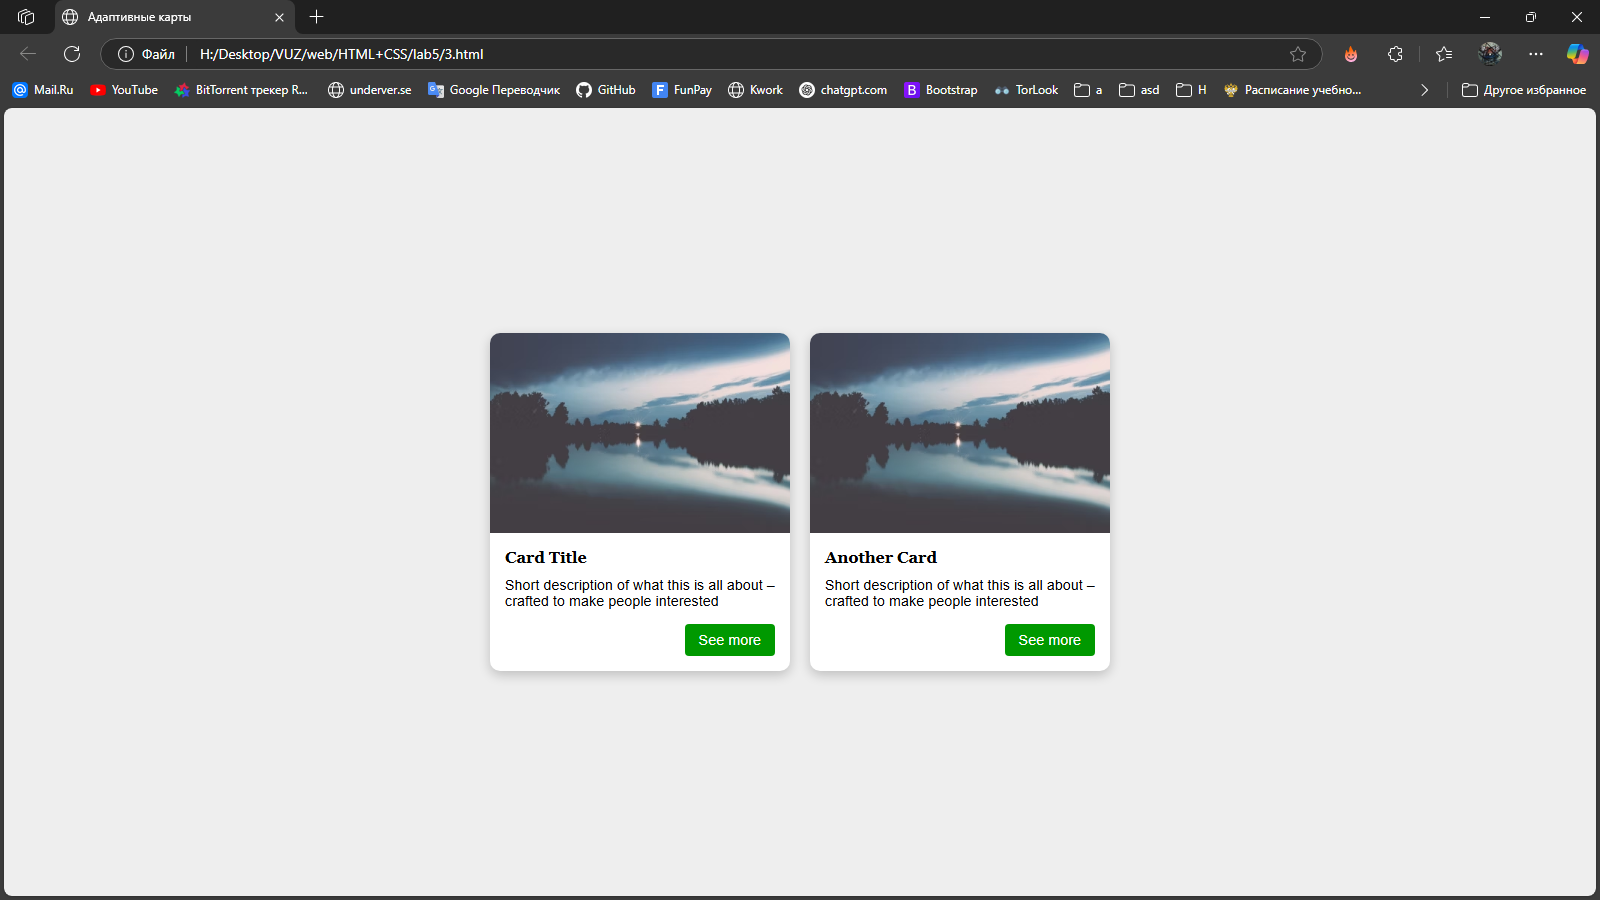 Адаптивные карты
Файл H:/Desktop/VUZ/web/HTML+CSS/lab5/3.html
Mail.Ru YouTube BitTorrent трекер R... underver.se Google Переводчик GitHub FunPay Kwork chatgpt.com Bootstrap TorLook a asd H Расписание учебно... Другое избранное
Card Title
Short description of what this is all about –
crafted to make people interested
See more
Another Card
Short description of what this is all about –
crafted to make people interested
See more